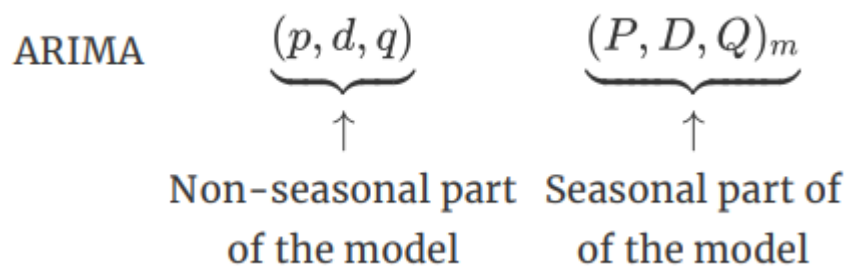 ARIMA (p, d, q) (P, D, Q)m
↑ ↑
Non-seasonal part Seasonal part of
of the model of the model